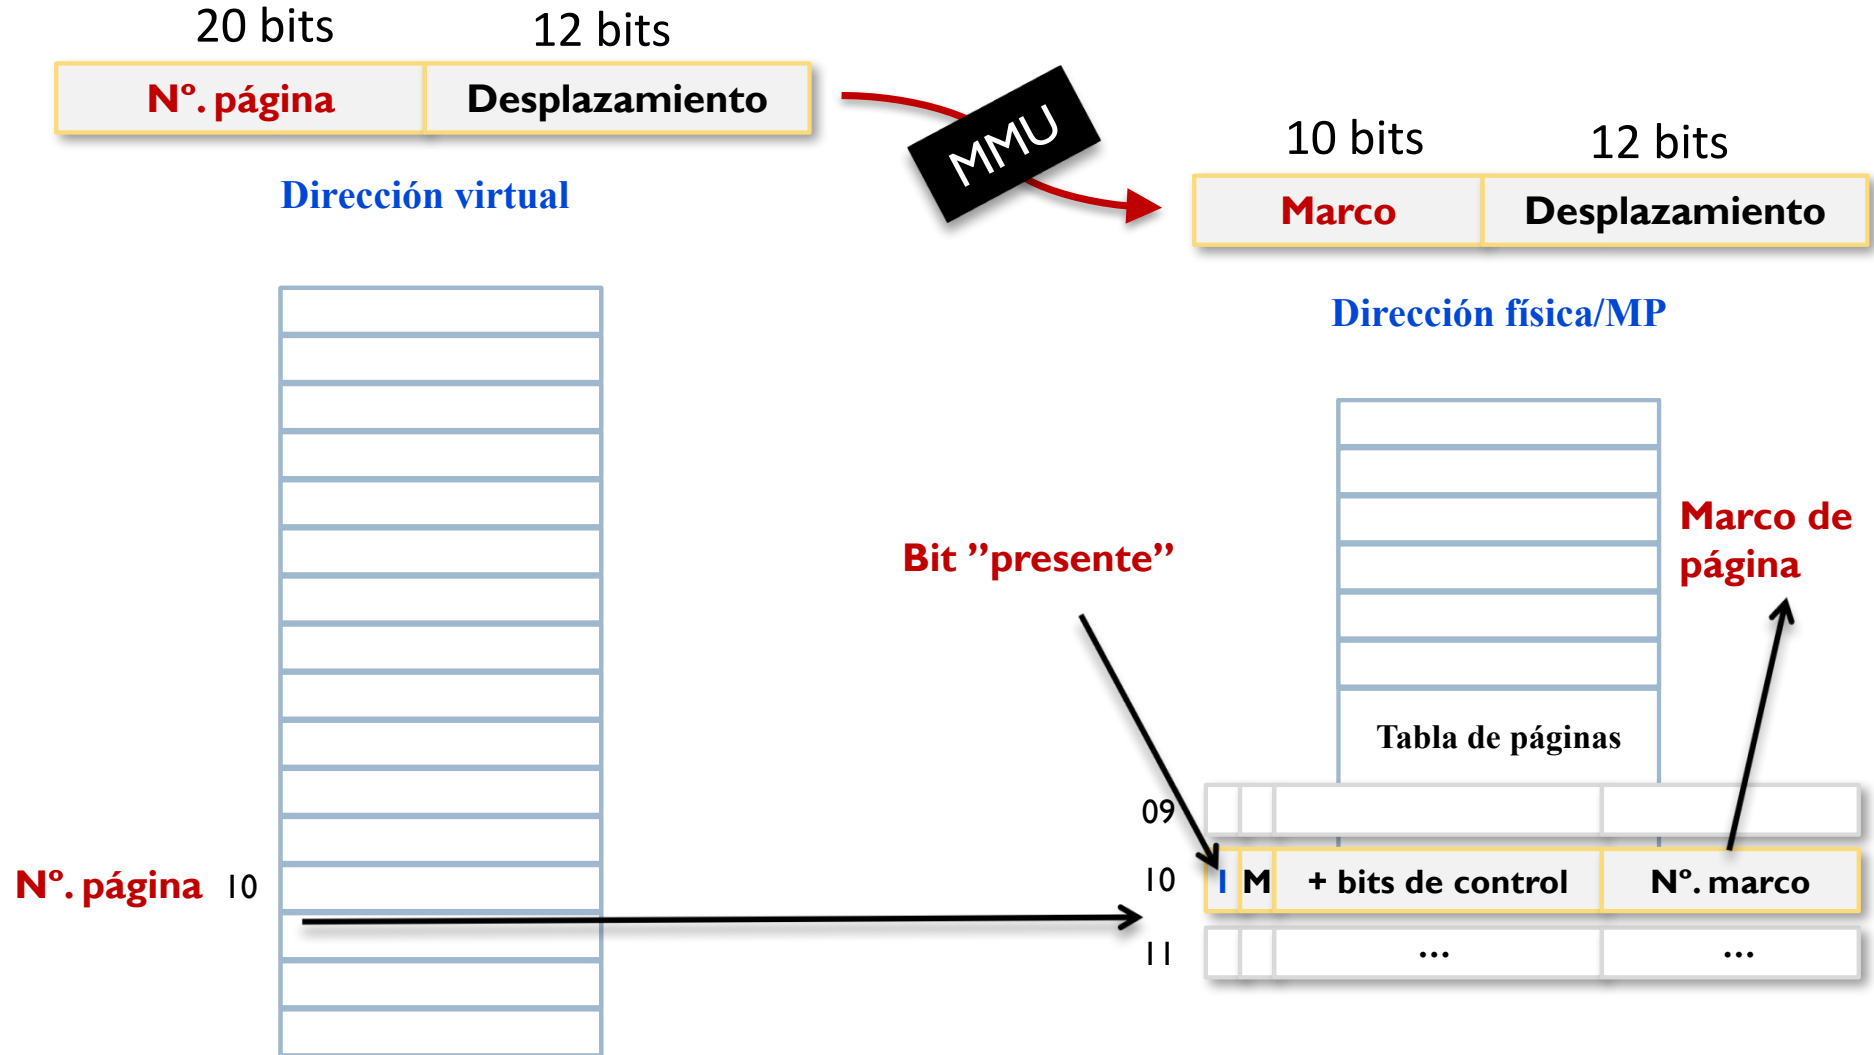 20 bits 12 bits
Nº. página Desplazamiento
MMU
10 bits 12 bits
Marco Desplazamiento
Dirección virtual
Dirección física/MP
Marco de
página
Bit ”presente”
Tabla de páginas
09
Nº. página 10
10 1 M + bits de control Nº. marco
11 ... ...